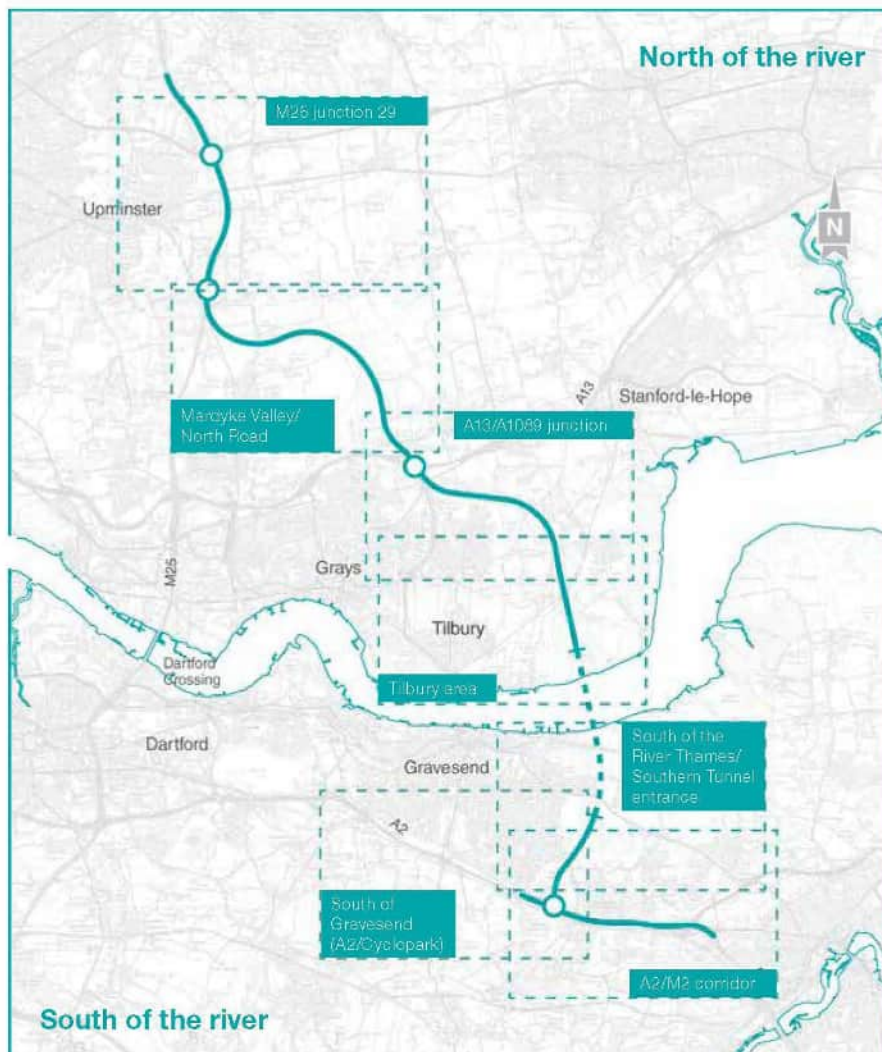 North of the river
M25 junction 29
Upminster
N
A13
Stanford-le-Hope
Mardyke Valley/
North Road
A13/A1089 junction
M25
Grays
Tilbury
Dartford
Crossing
Tilbury area
Dartford
South of the
River Thames/
Southern Tunnel
entrance
Gravesend
A2
South of
Gravesend
(A2/Cyclopark)
A2/M2 corridor
South of the river